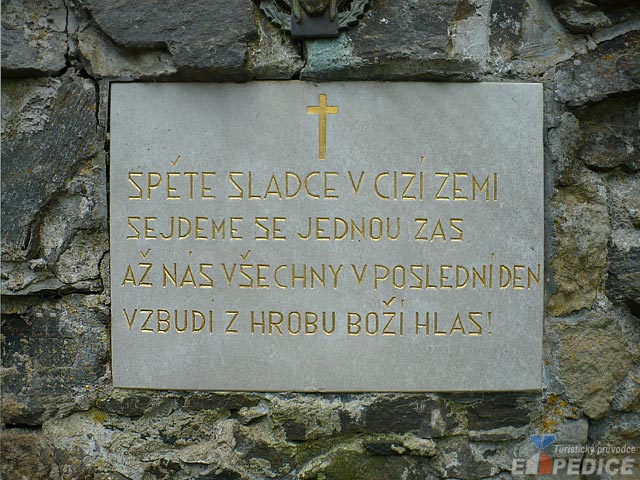 SPĚTE SLADCE V CIZÍ ZEMI
SEJDEME SE JEDNOU ZAS
AŽ NÁS VŠECHNY V POSLEDNÍ DEN
VZBUDÍ Z HROBU BOŽÍ HLAS!
Turistický průvodce
EXPEDICE